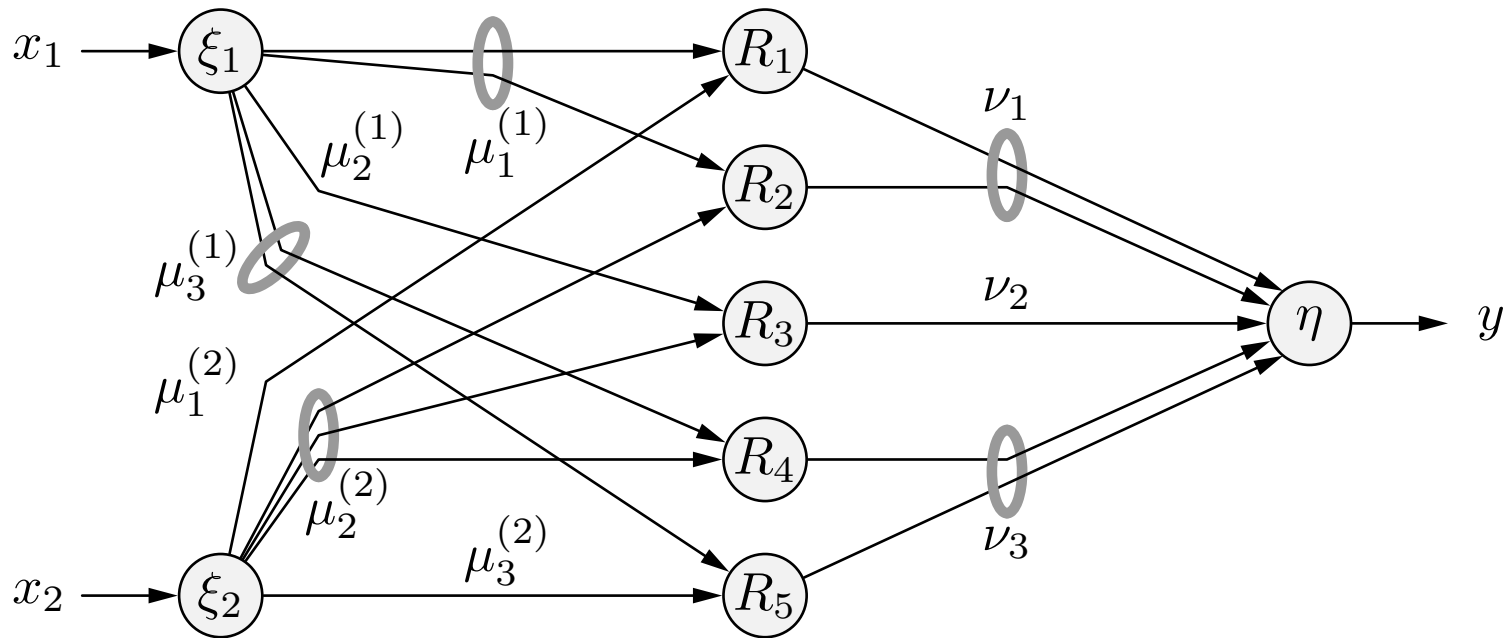 x₁ ξ₁ R₁
ν₁
μ₂⁽¹⁾ μ₁⁽¹⁾
R₂
μ₃⁽¹⁾
ν₂
R₃ η y
μ₁⁽²⁾
R₄
μ₂⁽²⁾
ν₃
μ₃⁽²⁾
x₂ ξ₂ R₅